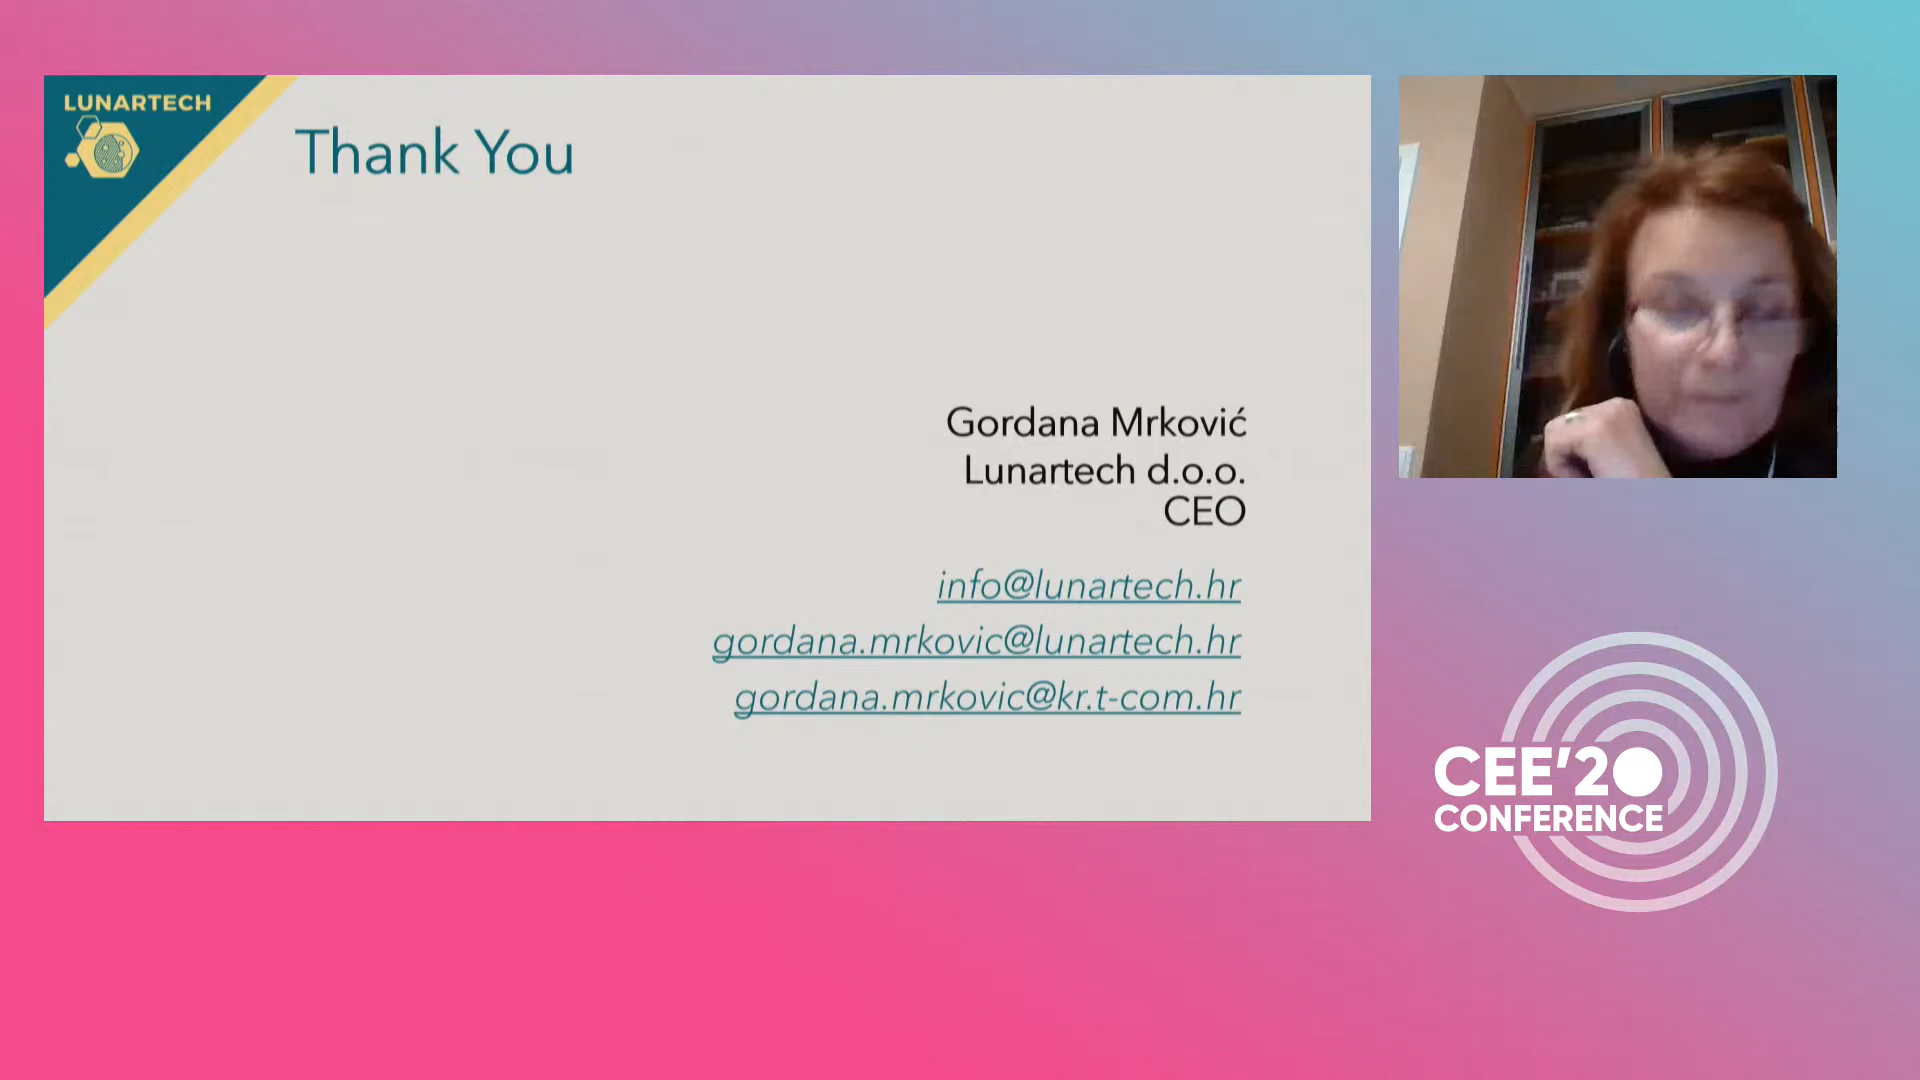 LUNARTECH
Thank You
Gordana Mrković
Lunartech d.o.o.
CEO
info@lunartech.hr
gordana.mrkovic@lunartech.hr
gordana.mrkovic@kr.t-com.hr
CEE'20
CONFERENCE